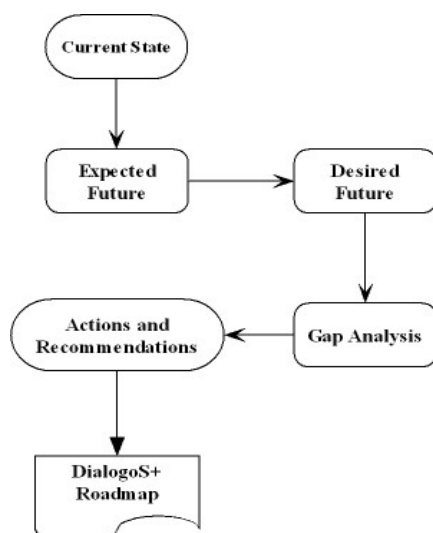 Current State
Expected
Future
Desired
Future
Gap Analysis
Actions and
Recommendations
DialogoS+
Roadmap